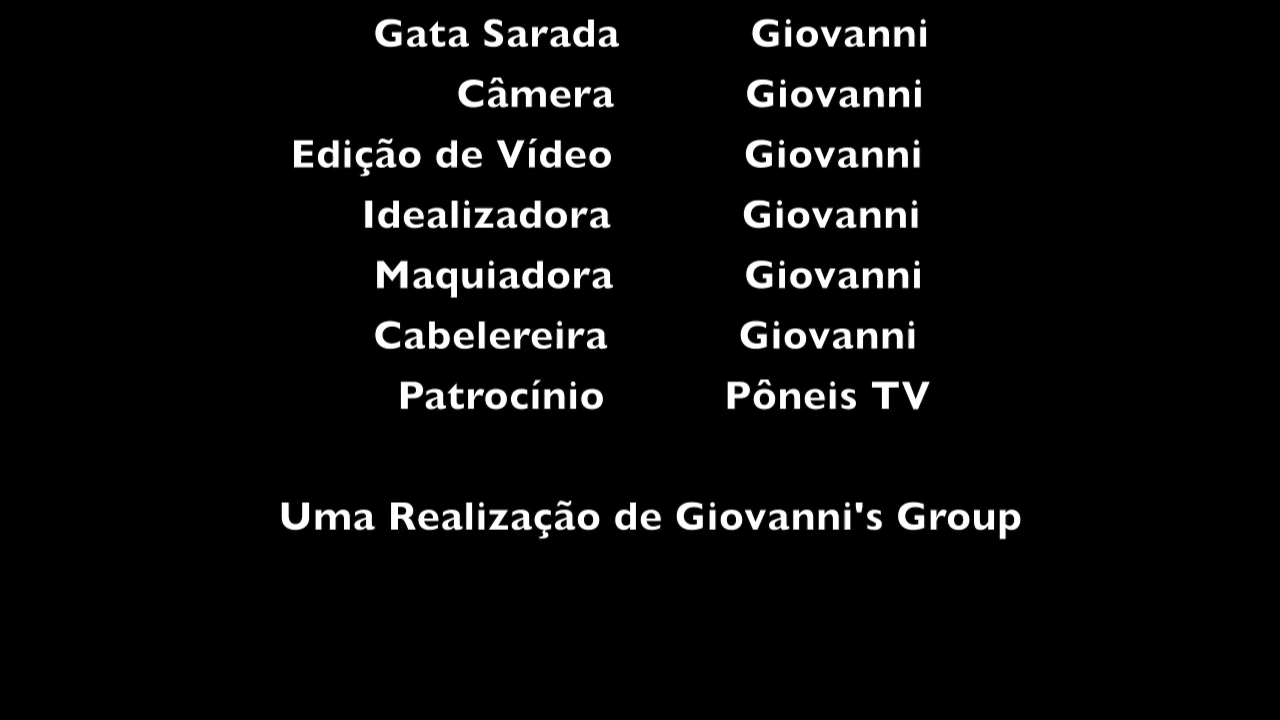 Gata Sarada Giovanni
Câmera Giovanni
Edição de Vídeo Giovanni
Idealizadora Giovanni
Maquiadora Giovanni
Cabelereira Giovanni
Patrocínio Pôneis TV
Uma Realização de Giovanni's Group